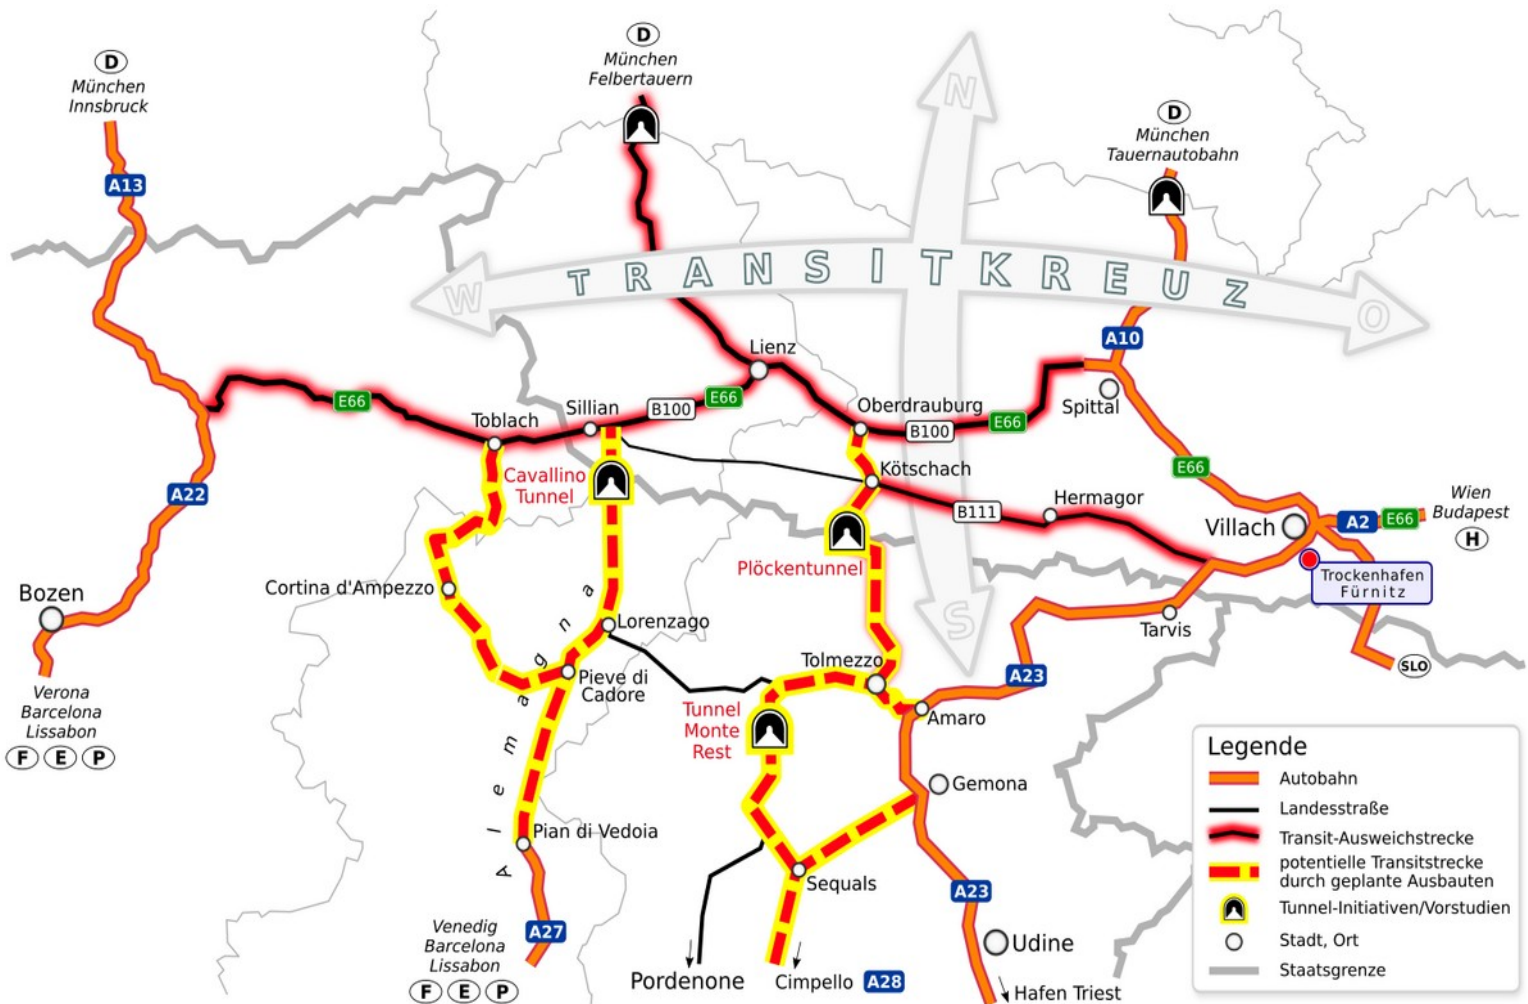 D
München
Innsbruck
A13
D
München
Felbertauern
N
D
München
Tauernautobahn
W
TRANSITKREUZ
O
S
A10
Lienz
E66
Toblach
Sillian
B100
E66
Oberdrauburg
B100
E66
Spittal
Cavallino
Tunnel
Kötschach
B111
Hermagor
E66
A22
Villach
A2
E66
Wien
Budapest
H
Plöckentunnel
Trockenhafen
Fürnitz
Bozen
Cortina d'Ampezzo
Lorenzago
Tarvis
Verona
Barcelona
Lissabon
F
E
P
Pieve di
Cadore
Alemagna
Tolmezzo
A23
SLO
Tunnel
Monte
Rest
Amaro
Gemona
Pian di Vedoia
Sequals
A23
Udine
A27
Venedig
Barcelona
Lissabon
F
E
P
Pordenone
Cimpello
A28
Hafen Triest
Legende
Autobahn
Landesstraße
Transit-Ausweichstrecke
potentielle Transitstrecke
durch geplante Ausbauten
Tunnel-Initiativen/Vorstudien
Stadt, Ort
Staatsgrenze